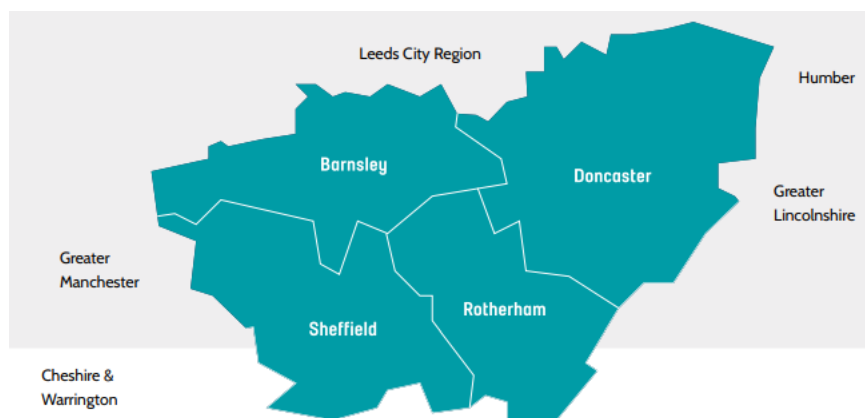 Leeds City Region
Humber
Barnsley
Doncaster
Greater
Lincolnshire
Greater
Manchester
Rotherham
Sheffield
Cheshire &
Warrington